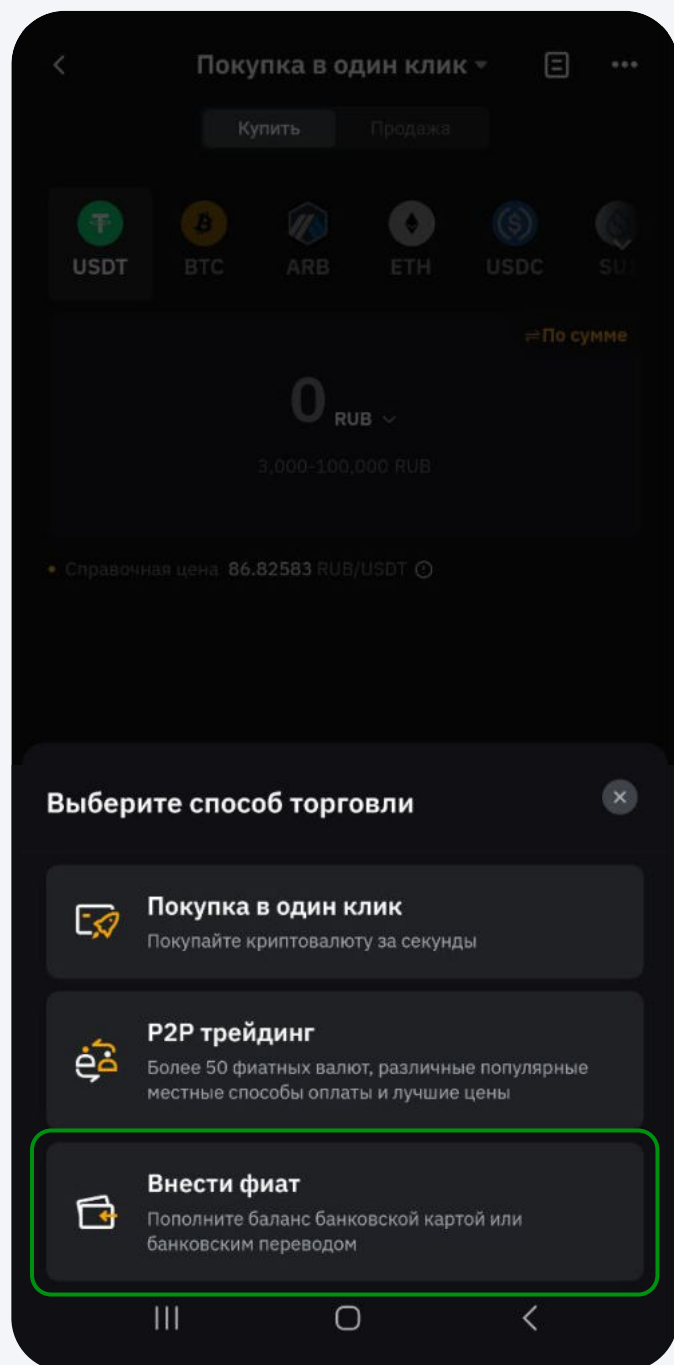 Покупка в один клик
Купить Продажа
USDT BTC ARB ETH USDC
⇌По сумме
0 RUB
3,000-100,000 RUB
• Справочная цена 86.82583 RUB/USDT
Выберите способ торговли
Покупка в один клик
Покупайте криптовалюту за секунды
P2P трейдинг
Более 50 фиатных валют, различные популярные
местные способы оплаты и лучшие цены
Внести фиат
Пополните баланс банковской картой или
банковским переводом